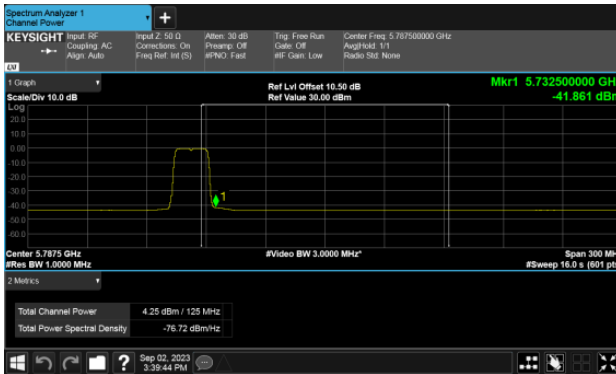 Spectrum Analyzer 1
Channel Power
KEYSIGHT
Input: RF
Coupling: AC
Align: Auto
Input Z: 50 Ω
Corrections: On
Freq Ref: Int (S)
Atten: 30 dB
Preamp: Off
#PNO: Fast
Trig: Free Run
Gate: Off
#IF Gain: Low
Center Freq: 5.787500000 GHz
Avg|Hold: 1/1
Radio Std: None
LXI
1 Graph
Scale/Div 10.0 dB
Ref Lvl Offset 10.50 dB
Ref Value 30.00 dBm
Mkr1 5.732500000 GH
-41.861 dBm
Log
20.0
10.0
0.00
-10.0
-20.0
-30.0
-40.0
-50.0
-60.0
1
Center 5.7875 GHz
#Res BW 1.0000 MHz
#Video BW 3.0000 MHz*
Span 300 MH
#Sweep 16.0 s (601 pts
2 Metrics
Total Channel Power
4.25 dBm / 125 MHz
Total Power Spectral Density
-76.72 dBm/Hz
?
Sep 02, 2023
3:39:44 PM